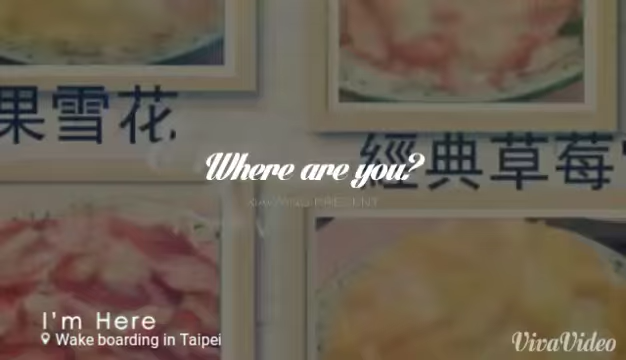 果雪花
經典草莓
Where are you?
I'm Here
Wake boarding in Taipei
VivaVideo